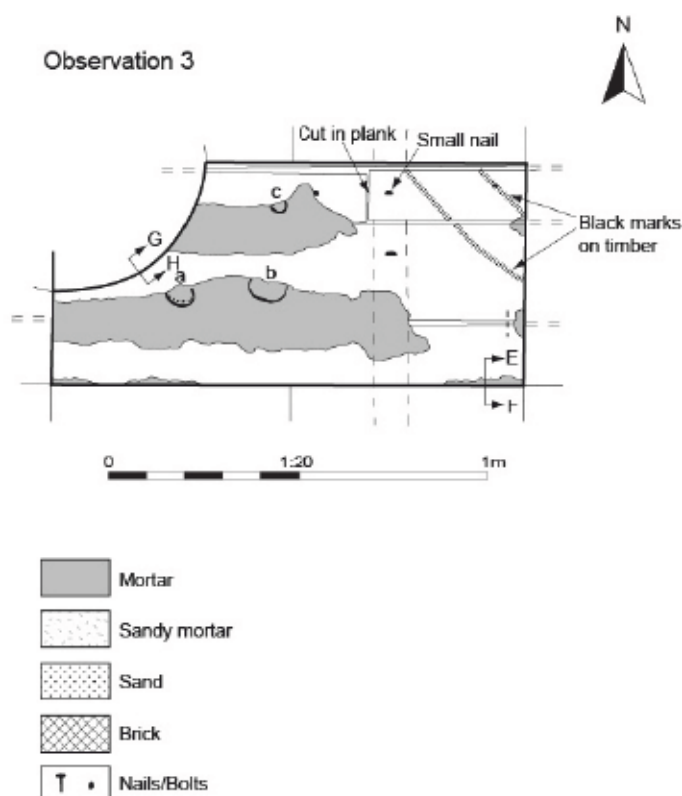 N
Observation 3
Cut in plank
Small nail
c
G
H
a
b
Black marks
on timber
E
F
0
1:20
1m
Mortar
Sandy mortar
Sand
Brick
Nails/Bolts